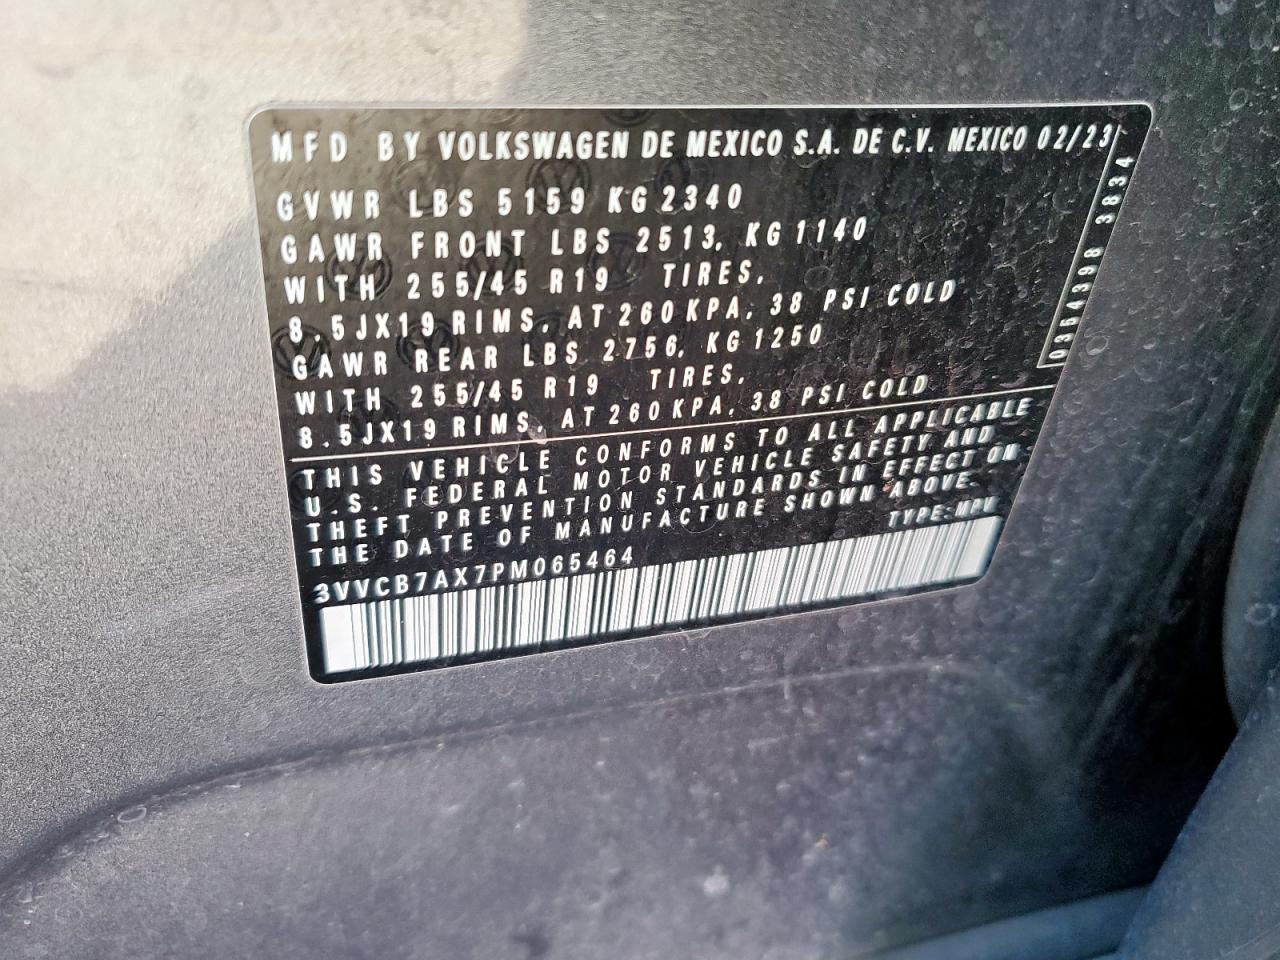 MFD BY VOLKSWAGEN DE MEXICO S.A. DE C.V. MEXICO 02/23
GVWR LBS 5159 KG 2340
GAWR FRONT LBS 2513, KG 1140
WITH 255/45 R19 TIRES,
8.5JX19 RIMS, AT 260 KPA, 38 PSI COLD
GAWR REAR LBS 2756, KG 1250
WITH 255/45 R19 TIRES,
8.5JX19 RIMS, AT 260 KPA, 38 PSI COLD
0364398 3834
THIS VEHICLE CONFORMS TO ALL APPLICABLE
U.S. FEDERAL MOTOR VEHICLE SAFETY AND
THEFT PREVENTION STANDARDS IN EFFECT ON
THE DATE OF MANUFACTURE SHOWN ABOVE.
TYPE: MPV
3VVCB7AX7PM065464